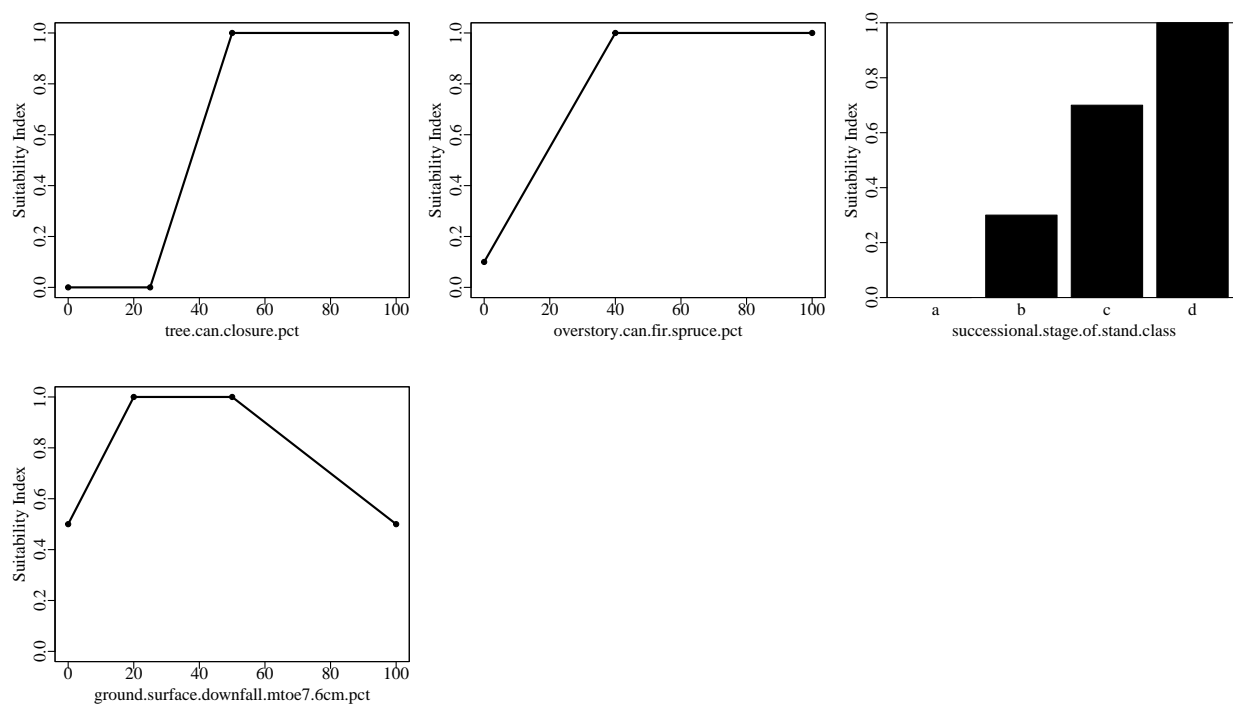 Suitability Index
0.0 0.2 0.4 0.6 0.8 1.0
0 20 40 60 80 100
tree.can.closure.pct
Suitability Index
0.0 0.2 0.4 0.6 0.8 1.0
0 20 40 60 80 100
overstory.can.fir.spruce.pct
Suitability Index
0.0 0.2 0.4 0.6 0.8 1.0
a b c d
successional.stage.of.stand.class
Suitability Index
0.0 0.2 0.4 0.6 0.8 1.0
0 20 40 60 80 100
ground.surface.downfall.mtoe7.6cm.pct